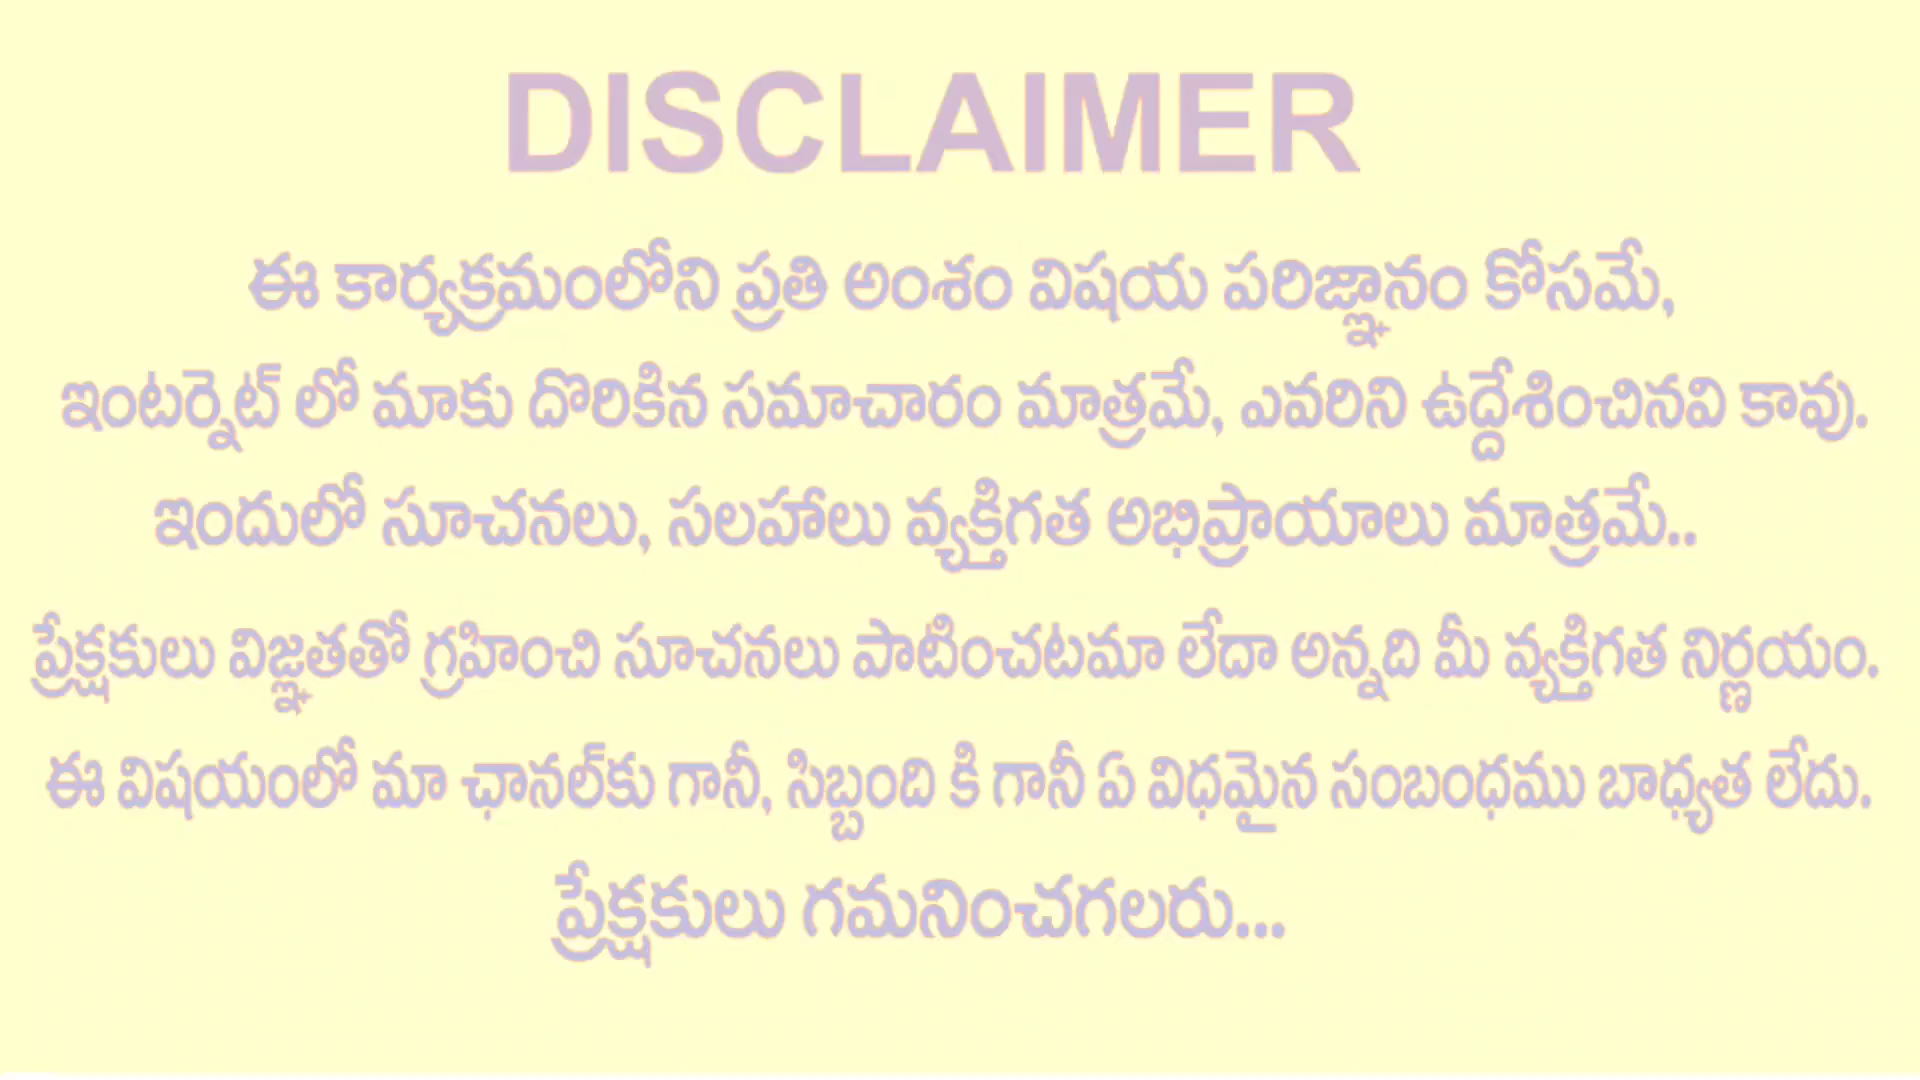 DISCLAIMER
ఈ కార్యక్రమంలోని ప్రతి అంశం విషయ పరిజ్ఞానం కోసమే,
ఇంటర్నెట్ లో మాకు దొరికిన సమాచారం మాత్రమే, ఎవరిని ఉద్దేశించినవి కావు.
ఇందులో సూచనలు, సలహాలు వ్యక్తిగత అభిప్రాయాలు మాత్రమే..
ప్రేక్షకులు విజ్ఞతతో గ్రహించి సూచనలు పాటించటమా లేదా అన్నది మీ వ్యక్తిగత నిర్ణయం.
ఈ విషయంలో మా ఛానల్‌కు గానీ, సిబ్బంది కి గానీ ఏ విధమైన సంబంధము బాధ్యత లేదు.
ప్రేక్షకులు గమనించగలరు...